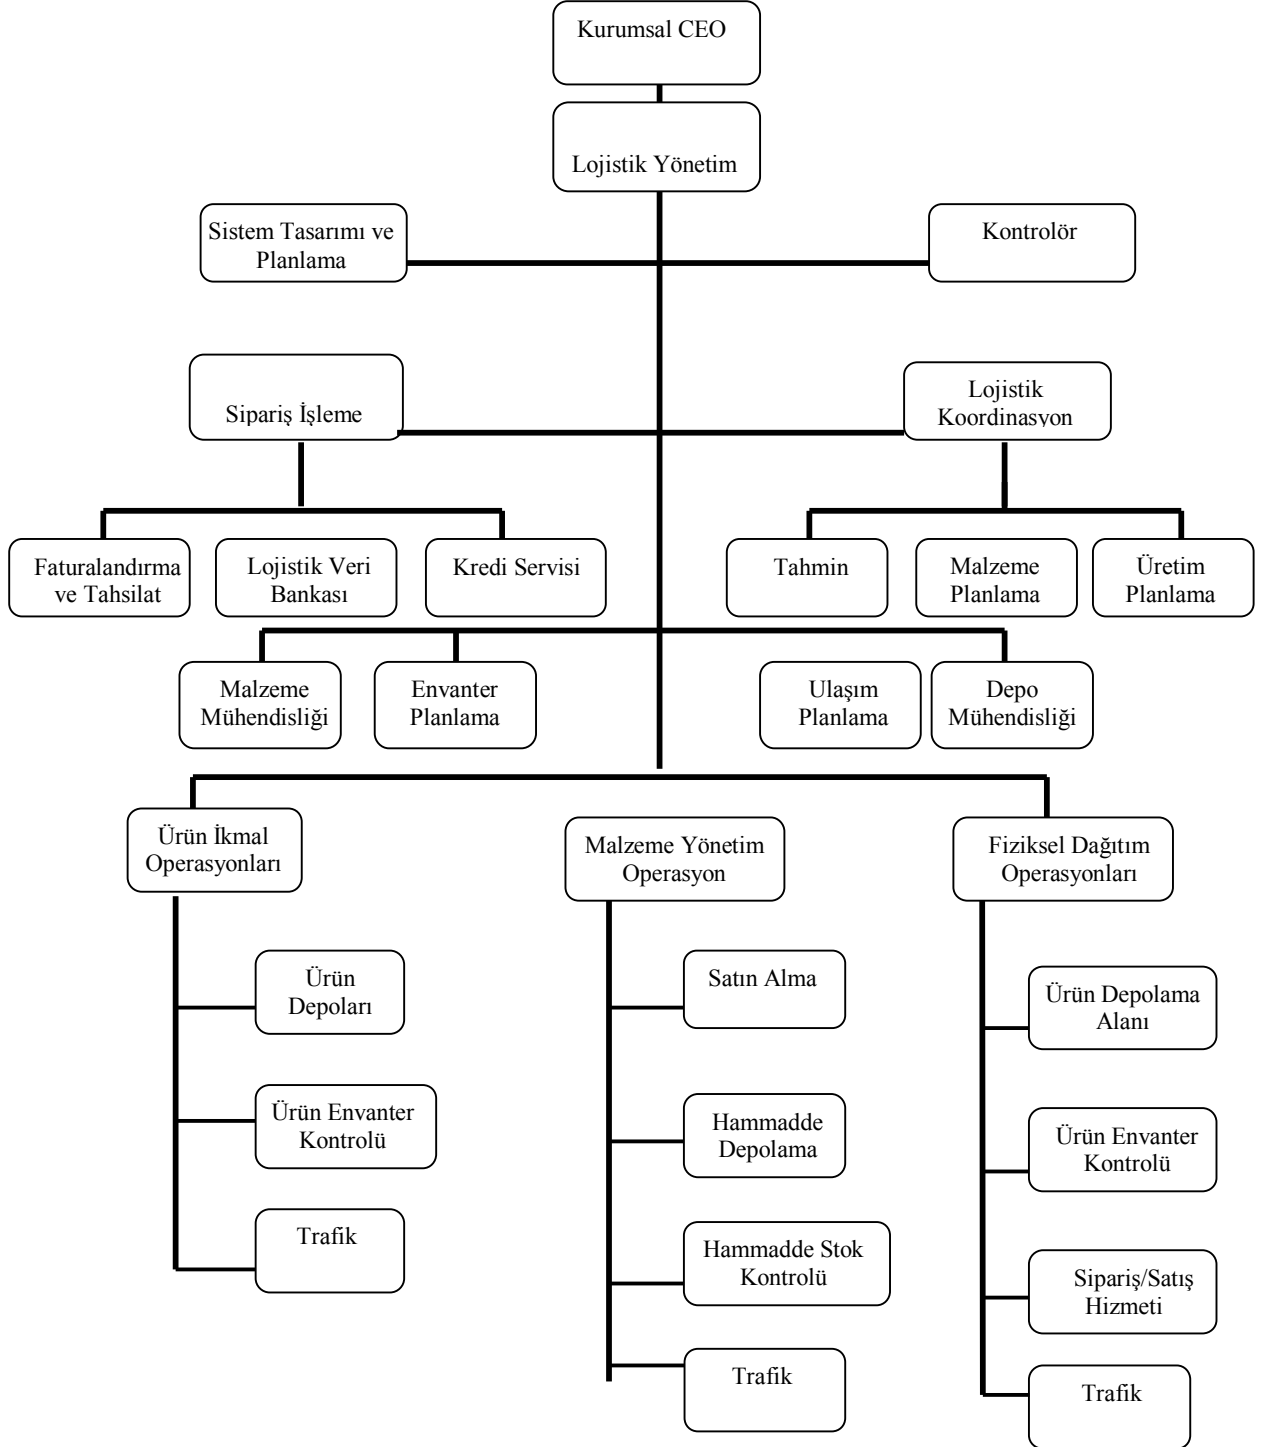 Kurumsal CEO
Lojistik Yönetim
Sistem Tasarımı ve
Planlama
Kontrolör
Sipariş İşleme
Lojistik
Koordinasyon
Faturalandırma
ve Tahsilat
Lojistik Veri
Bankası
Kredi Servisi
Tahmin
Malzeme
Planlama
Üretim
Planlama
Malzeme
Mühendisliği
Envanter
Planlama
Ulaşım
Planlama
Depo
Mühendisliği
Ürün İkmal
Operasyonları
Malzeme Yönetim
Operasyon
Fiziksel Dağıtım
Operasyonları
Ürün
Depoları
Ürün Envanter
Kontrolü
Trafik
Satın Alma
Hammadde
Depolama
Hammadde Stok
Kontrolü
Trafik
Ürün Depolama
Alanı
Ürün Envanter
Kontrolü
Sipariş/Satış
Hizmeti
Trafik